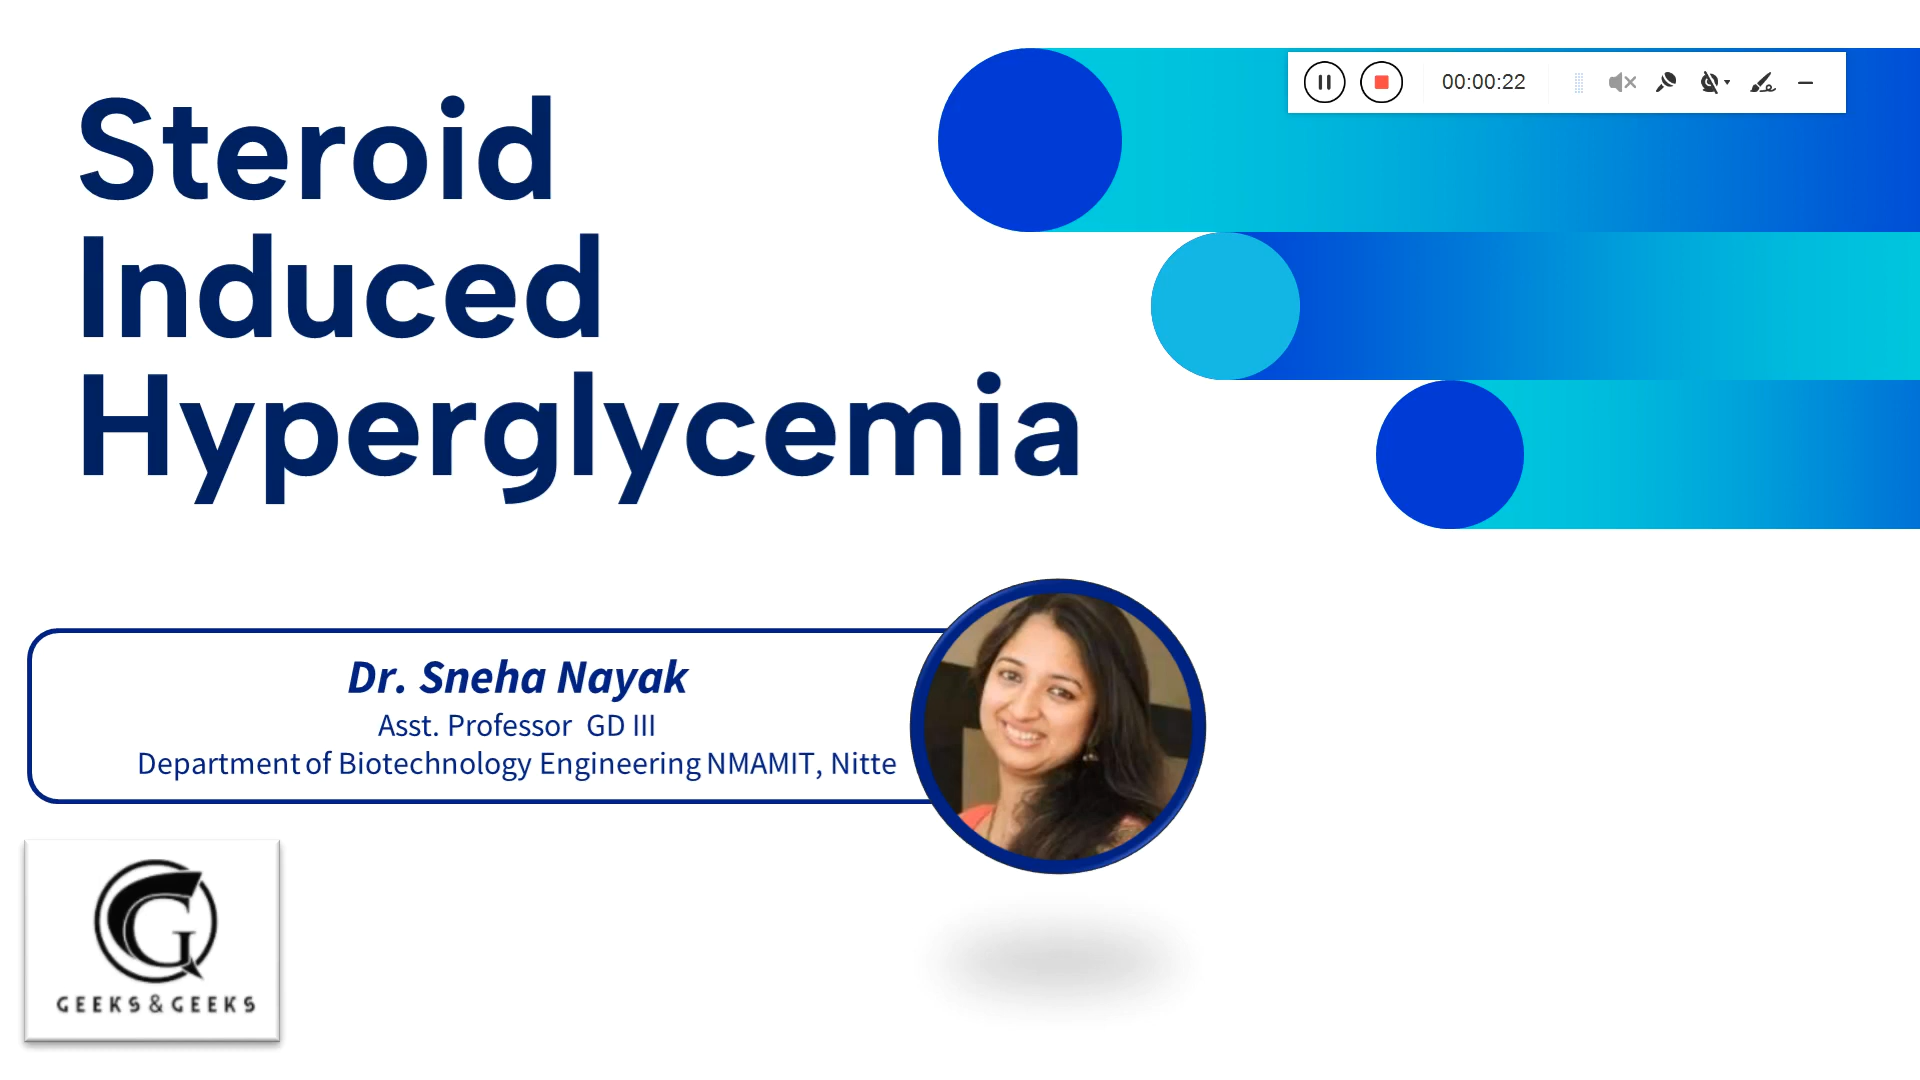 Steroid
Induced
Hyperglycemia
00:00:22
Dr. Sneha Nayak
Asst. Professor GD III
Department of Biotechnology Engineering NMAMIT, Nitte
G
GEEKS & GEEKS